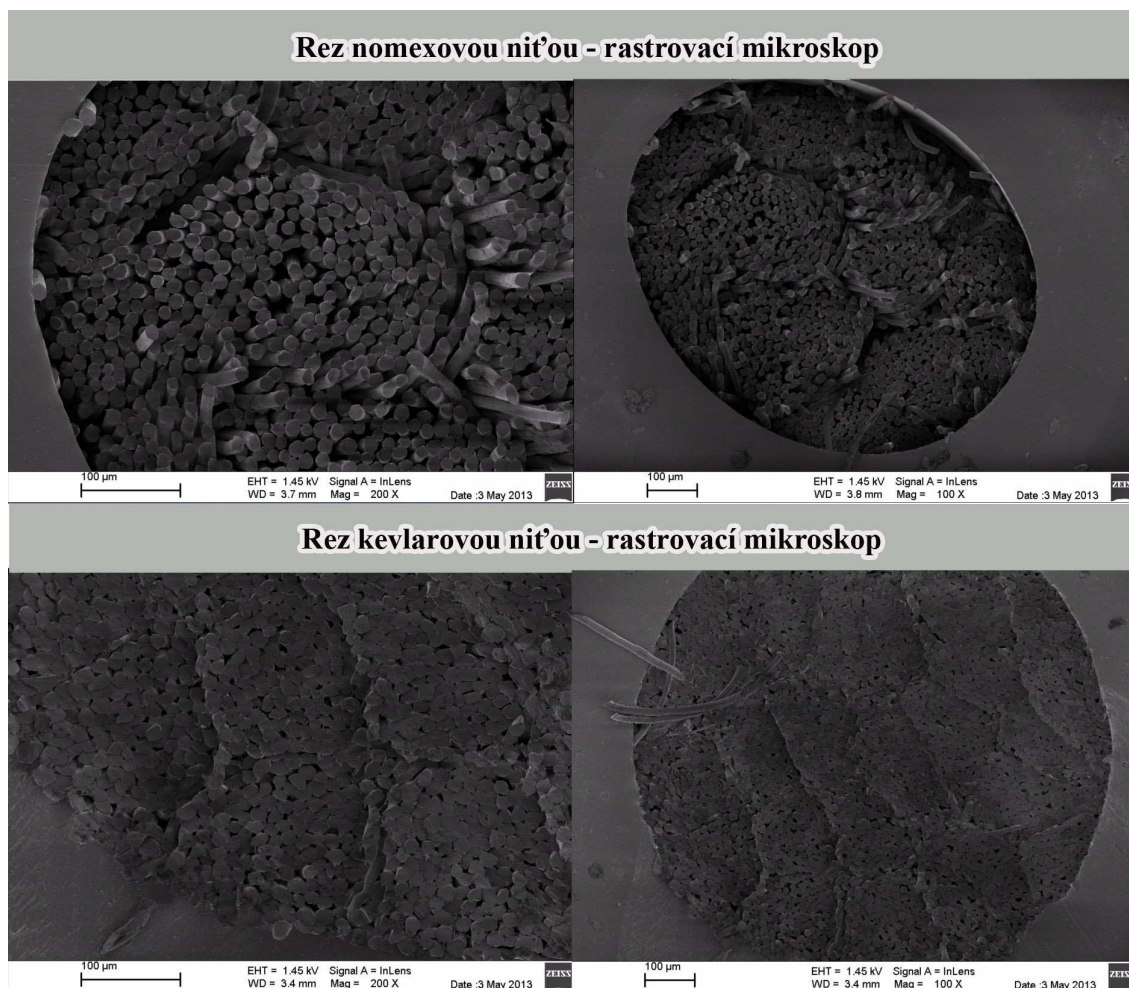 Rez nomexovou niťou - rastrovací mikroskop
100 µm
EHT = 1.45 kV Signal A = InLens
WD = 3.7 mm Mag = 200 X Date :3 May 2013
ZEISS
100 µm
EHT = 1.45 kV Signal A = InLens
WD = 3.8 mm Mag = 100 X Date :3 May 2013
ZEISS
Rez kevlarovou niťou - rastrovací mikroskop
100 µm
EHT = 1.45 kV Signal A = InLens
WD = 3.4 mm Mag = 200 X Date :3 May 2013
ZEISS
100 µm
EHT = 1.45 kV Signal A = InLens
WD = 3.4 mm Mag = 100 X Date :3 May 2013
ZEISS